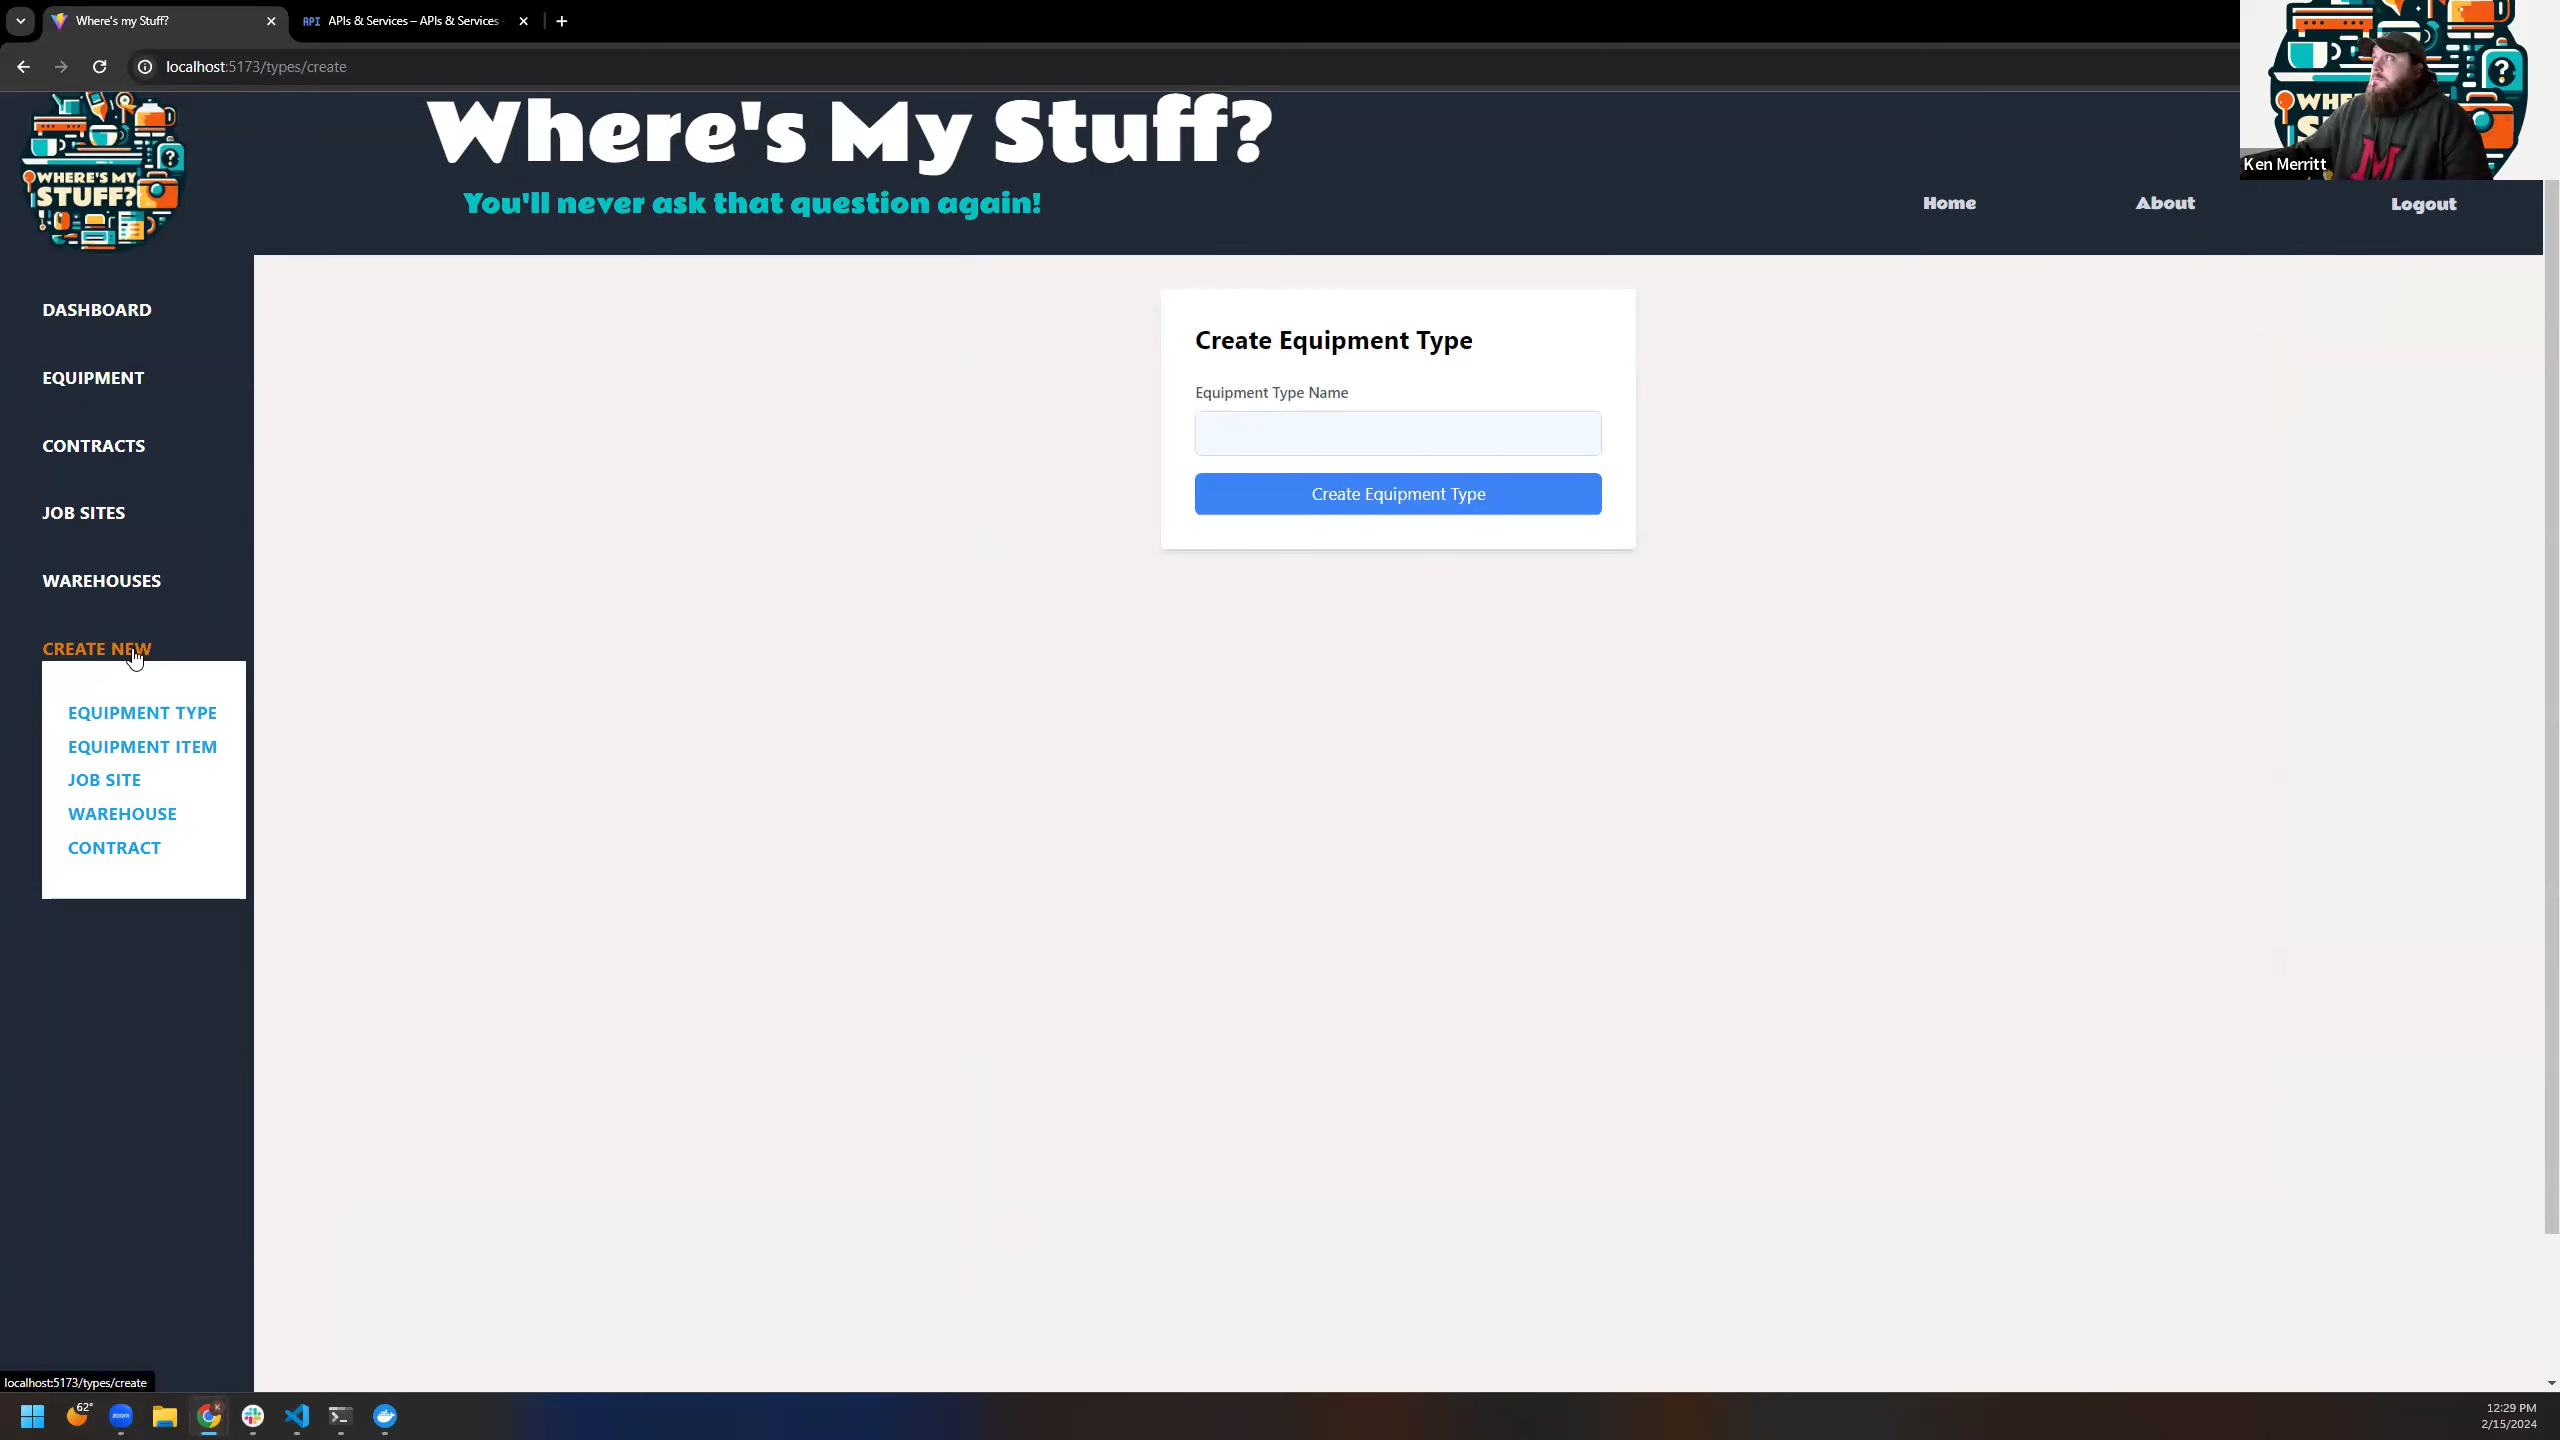 Where's my Stuff?
API APIs & Services – APIs & Services
localhost:5173/types/create
WHERE'S MY
STUFF?
Where's My Stuff?
You'll never ask that question again!
Home
About
Logout
Ken Merritt
DASHBOARD
EQUIPMENT
CONTRACTS
JOB SITES
WAREHOUSES
CREATE NEW
EQUIPMENT TYPE
EQUIPMENT ITEM
JOB SITE
WAREHOUSE
CONTRACT
Create Equipment Type
Equipment Type Name
Create Equipment Type
localhost:5173/types/create
62°
zoom
12:29 PM
2/15/2024